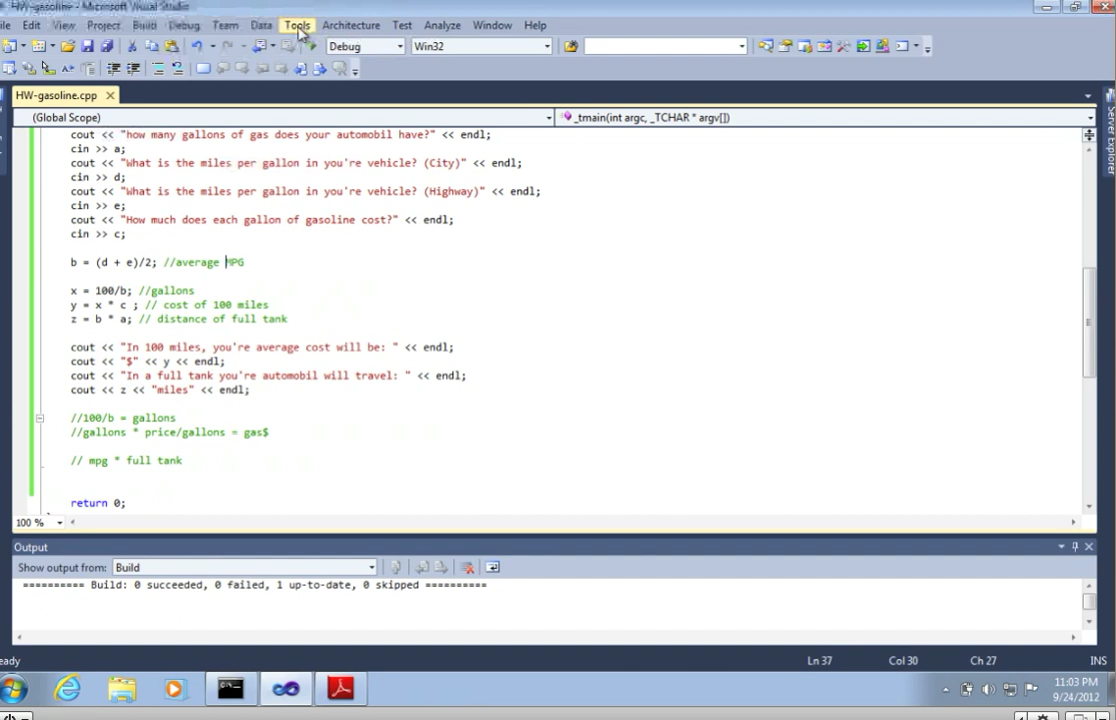 HW-gasoline - Microsoft Visual Studio
ile Edit View Project Build Debug Team Data Tools Architecture Test Analyze Window Help
Debug Win32
HW-gasoline.cpp
(Global Scope) _tmain(int argc, _TCHAR * argv[])
Server Explorer
cout << "how many gallons of gas does your automobil have?" << endl;
cin >> a;
cout << "What is the miles per gallon in you're vehicle? (City)" << endl;
cin >> d;
cout << "What is the miles per gallon in you're vehicle? (Highway)" << endl;
cin >> e;
cout << "How much does each gallon of gasoline cost?" << endl;
cin >> c;
b = (d + e)/2; //average MPG
x = 100/b; //gallons
y = x * c ; // cost of 100 miles
z = b * a; // distance of full tank
cout << "In 100 miles, you're average cost will be: " << endl;
cout << "$" << y << endl;
cout << "In a full tank you're automobil will travel: " << endl;
cout << z << "miles" << endl;
//100/b = gallons
//gallons * price/gallons = gas$
// mpg * full tank
return 0;
100 %
Output
Show output from: Build
========== Build: 0 succeeded, 0 failed, 1 up-to-date, 0 skipped ==========
eady Ln 37 Col 30 Ch 27 INS
11:03 PM
9/24/2012